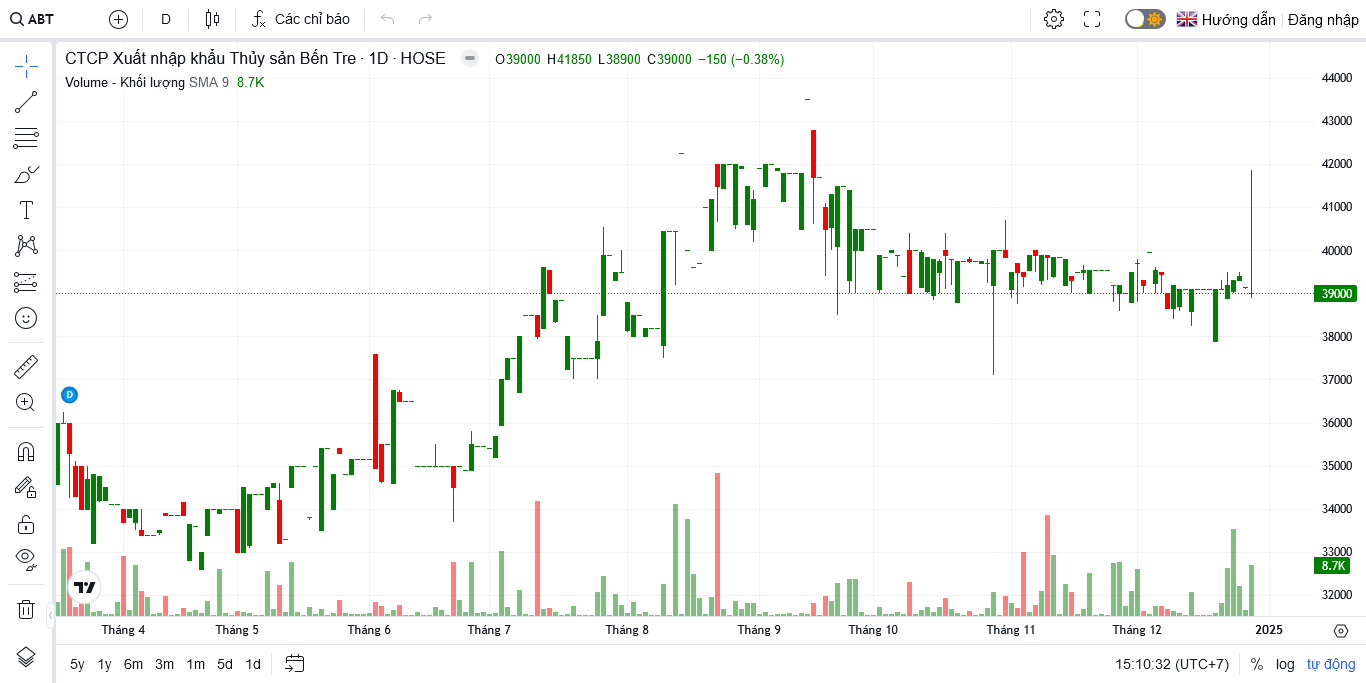 ABT D Các chỉ báo Hướng dẫn Đăng nhập
CTCP Xuất nhập khẩu Thủy sản Bến Tre · 1D · HOSE O39000 H41850 L38900 C39000 −150 (−0.38%)
Volume - Khối lượng SMA 9 8.7K
44000
43000
42000
41000
40000
39000
38000
37000
D
36000
35000
34000
33000
8.7K
32000
Tháng 4 Tháng 5 Tháng 6 Tháng 7 Tháng 8 Tháng 9 Tháng 10 Tháng 11 Tháng 12 2025
5y 1y 6m 3m 1m 5d 1d 15:10:32 (UTC+7) % log tự động